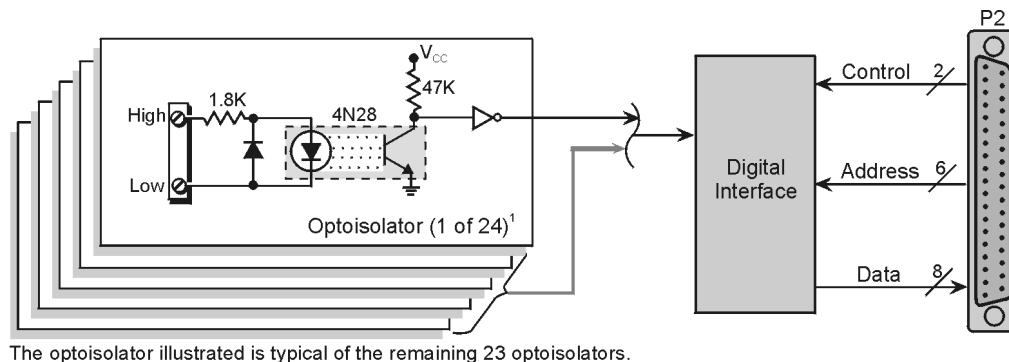 P2
V_CC
47K
1.8K
4N28
High
Low
Optoisolator (1 of 24)¹
Digital
Interface
Control 2
Address 6
Data 8
The optoisolator illustrated is typical of the remaining 23 optoisolators.